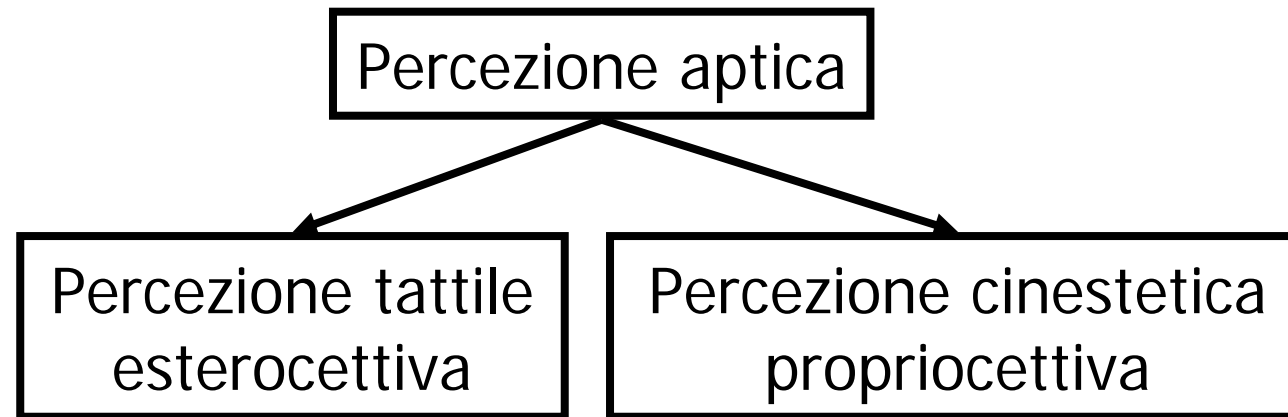 Percezione aptica
Percezione tattile
esterocettiva
Percezione cinestetica
propriocettiva